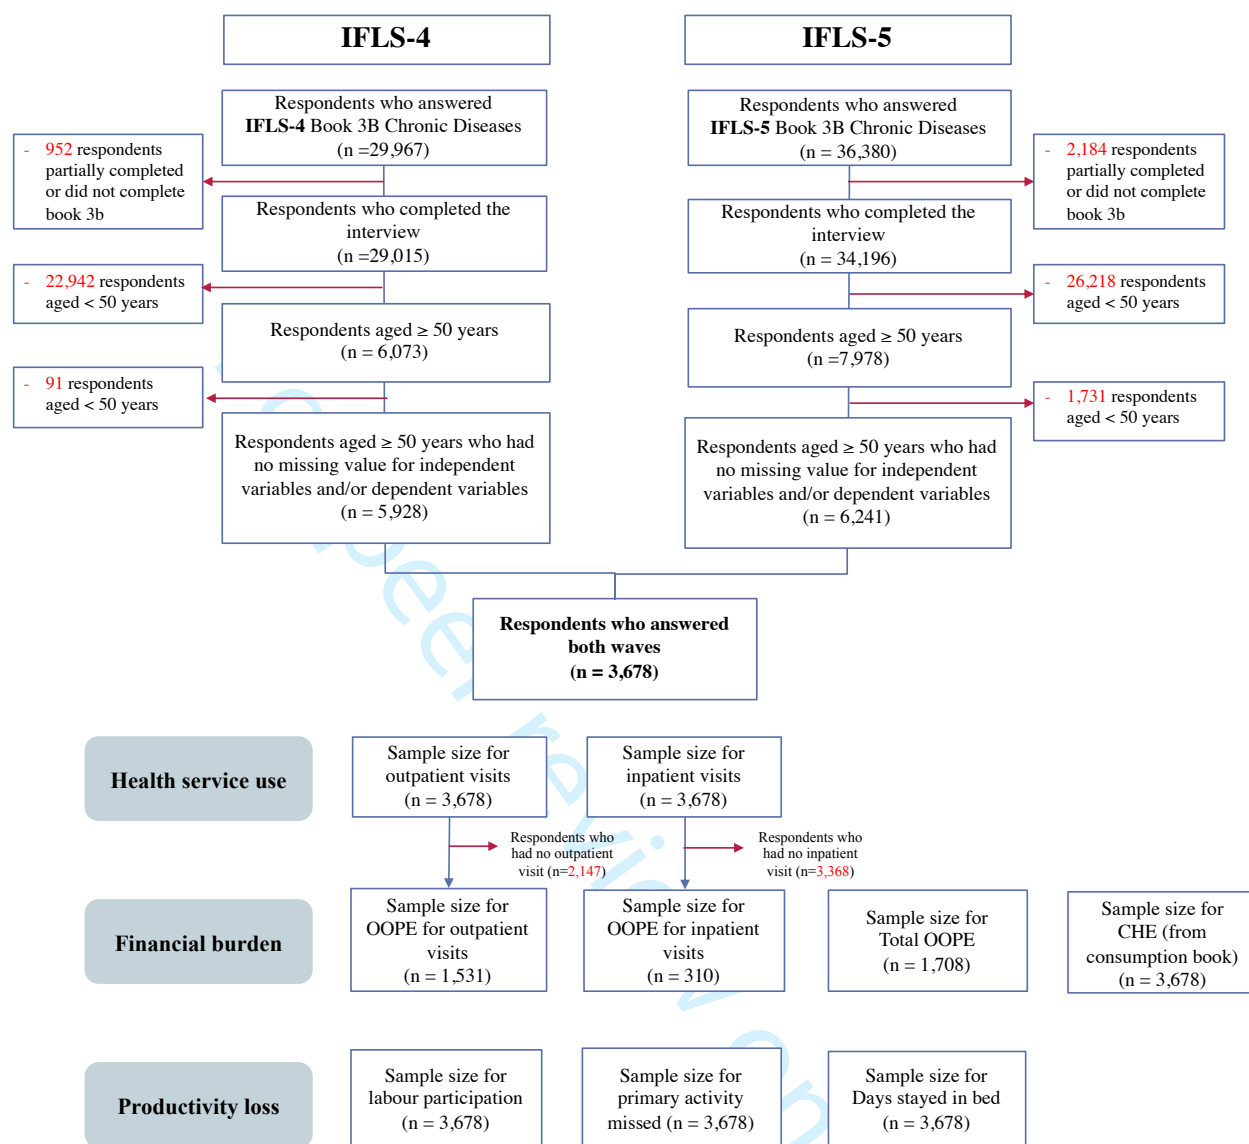 IFLS-4
IFLS-5
Respondents who answered
IFLS-4 Book 3B Chronic Diseases
(n =29,967)
Respondents who answered
IFLS-5 Book 3B Chronic Diseases
(n = 36,380)
- 952 respondents
partially completed
or did not complete
book 3b
- 2,184 respondents
partially completed
or did not complete
book 3b
Respondents who completed the
interview
(n =29,015)
Respondents who completed the
interview
(n = 34,196)
- 22,942 respondents
aged < 50 years
- 26,218 respondents
aged < 50 years
Respondents aged ≥ 50 years
(n = 6,073)
Respondents aged ≥ 50 years
(n =7,978)
- 91 respondents
aged < 50 years
- 1,731 respondents
aged < 50 years
Respondents aged ≥ 50 years who had
no missing value for independent
variables and/or dependent variables
(n = 5,928)
Respondents aged ≥ 50 years who had
no missing value for independent
variables and/or dependent variables
(n = 6,241)
Respondents who answered
both waves
(n = 3,678)
Health service use
Sample size for
outpatient visits
(n = 3,678)
Sample size for
inpatient visits
(n = 3,678)
Respondents who
had no outpatient
visit (n=2,147)
Respondents who
had no inpatient
visit (n=3,368)
Financial burden
Sample size for
OOPE for outpatient
visits
(n = 1,531)
Sample size for
OOPE for inpatient
visits
(n = 310)
Sample size for
Total OOPE
(n = 1,708)
Sample size for
CHE (from
consumption book)
(n = 3,678)
Productivity loss
Sample size for
labour participation
(n = 3,678)
Sample size for
primary activity
missed (n = 3,678)
Sample size for
Days stayed in bed
(n = 3,678)
peer review on